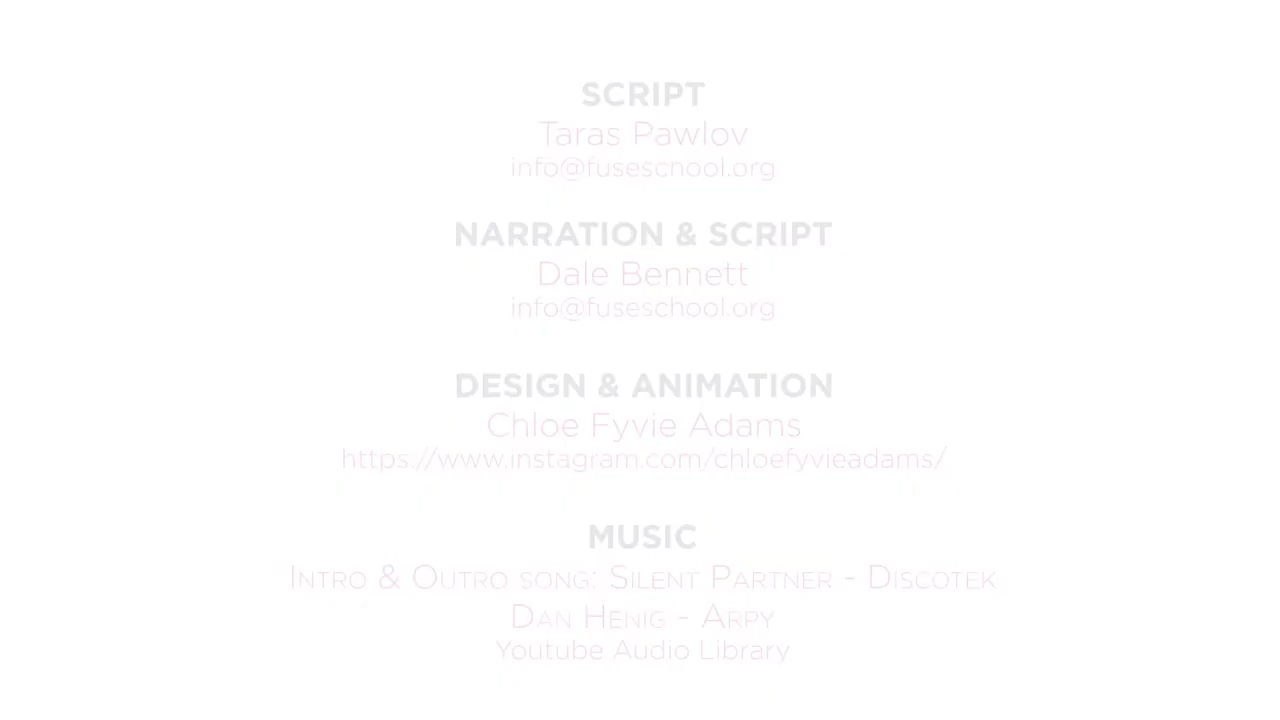 SCRIPT
Taras Pawlov
info@fuseschool.org
NARRATION & SCRIPT
Dale Bennett
info@fuseschool.org
DESIGN & ANIMATION
Chloe Fyvie Adams
https://www.instagram.com/chloefyvieadams/
MUSIC
Intro & Outro song: Silent Partner - Discotek
Dan Henig - Arpy
Youtube Audio Library